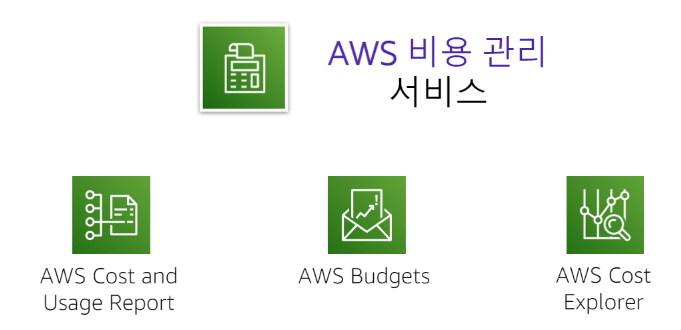 AWS 비용 관리
서비스
AWS Cost and
Usage Report
AWS Budgets
AWS Cost
Explorer